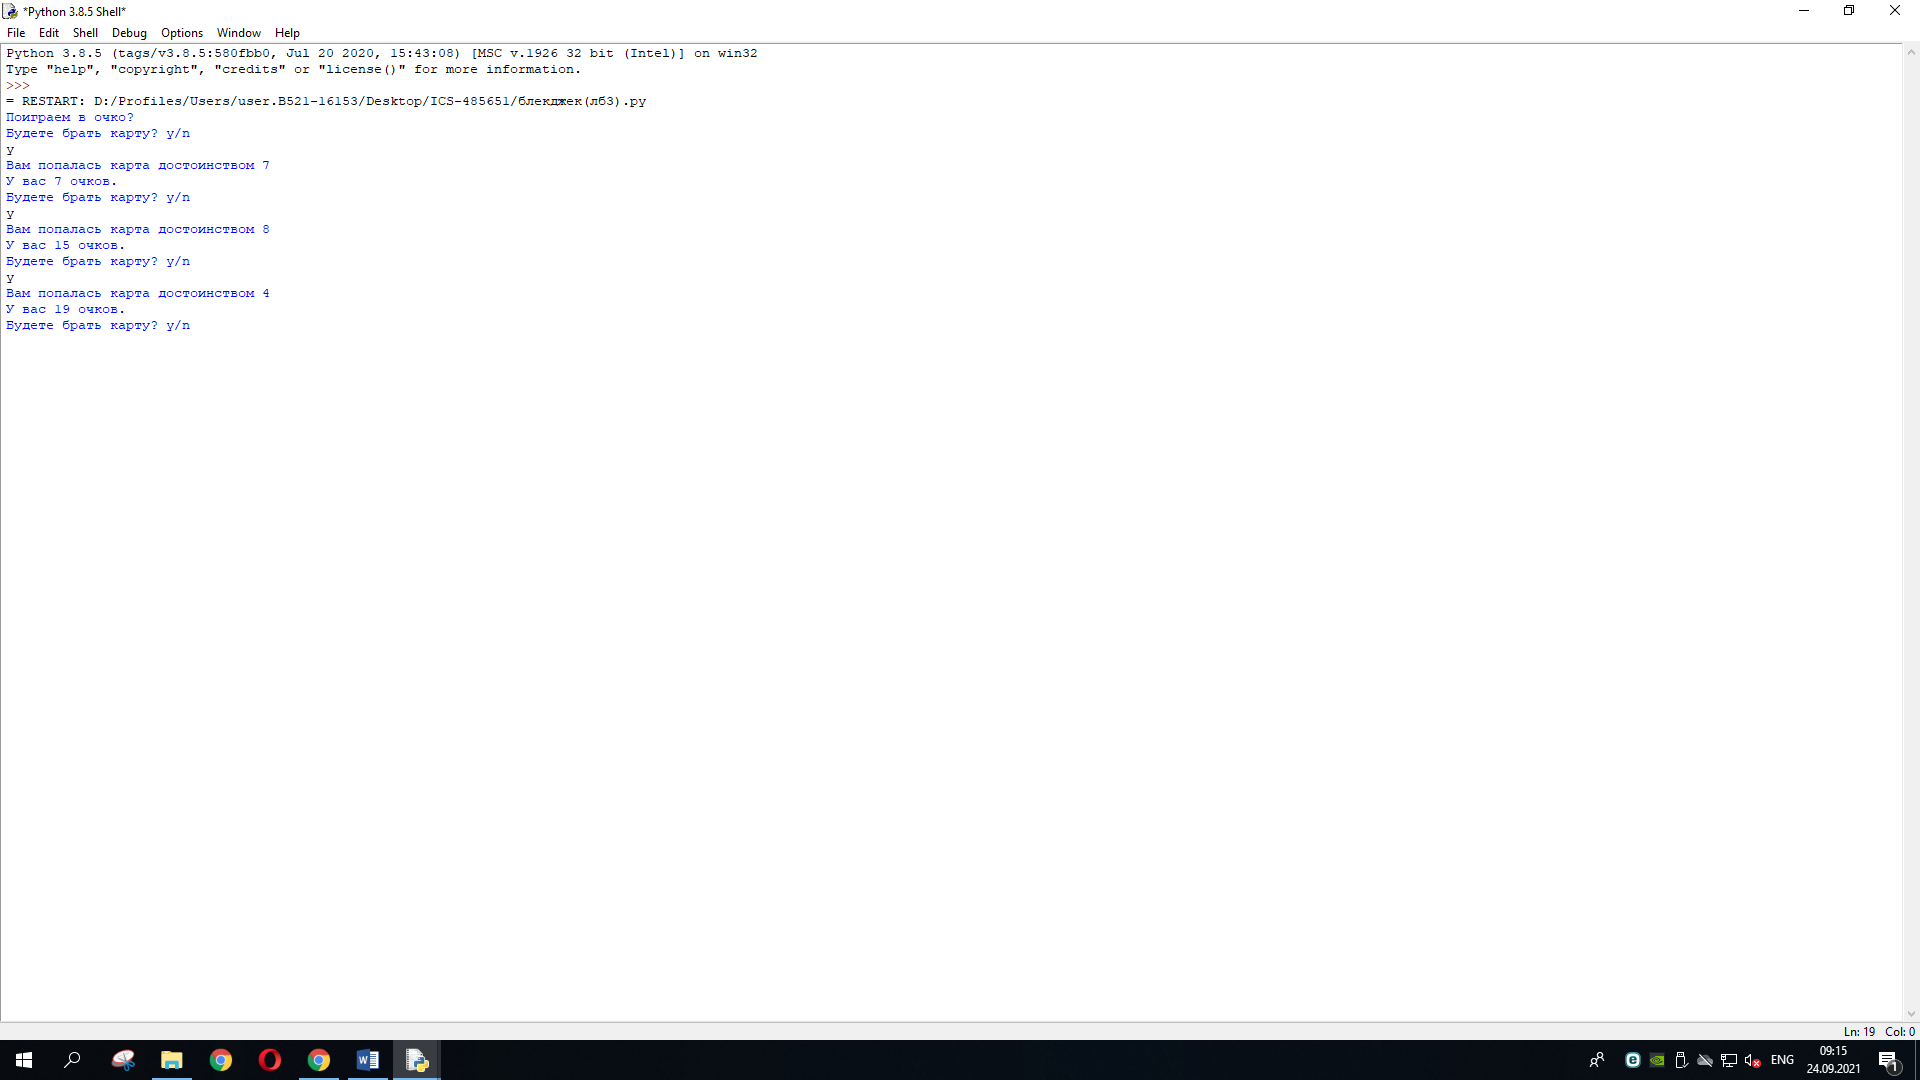 *Python 3.8.5 Shell*
File Edit Shell Debug Options Window Help
Python 3.8.5 (tags/v3.8.5:580fbb0, Jul 20 2020, 15:43:08) [MSC v.1926 32 bit (Intel)] on win32
Type "help", "copyright", "credits" or "license()" for more information.
>>>
= RESTART: D:/Profiles/Users/user.B521-16153/Desktop/ICS-485651/блекджек(лб3).py
Поиграем в очко?
Будете брать карту? y/n
y
Вам попалась карта достоинством 7
У вас 7 очков.
Будете брать карту? y/n
y
Вам попалась карта достоинством 8
У вас 15 очков.
Будете брать карту? y/n
y
Вам попалась карта достоинством 4
У вас 19 очков.
Будете брать карту? y/n
Ln: 19 Col: 0
ENG
09:15
24.09.2021
1